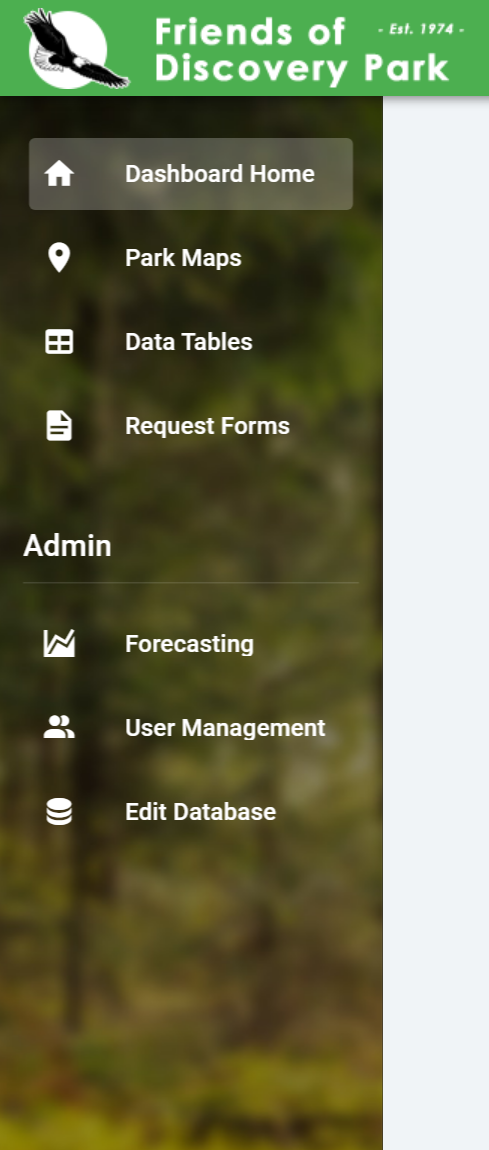 Friends of
- Est. 1974 -
Discovery Park
Dashboard Home
Park Maps
Data Tables
Request Forms
Admin
Forecasting
User Management
Edit Database